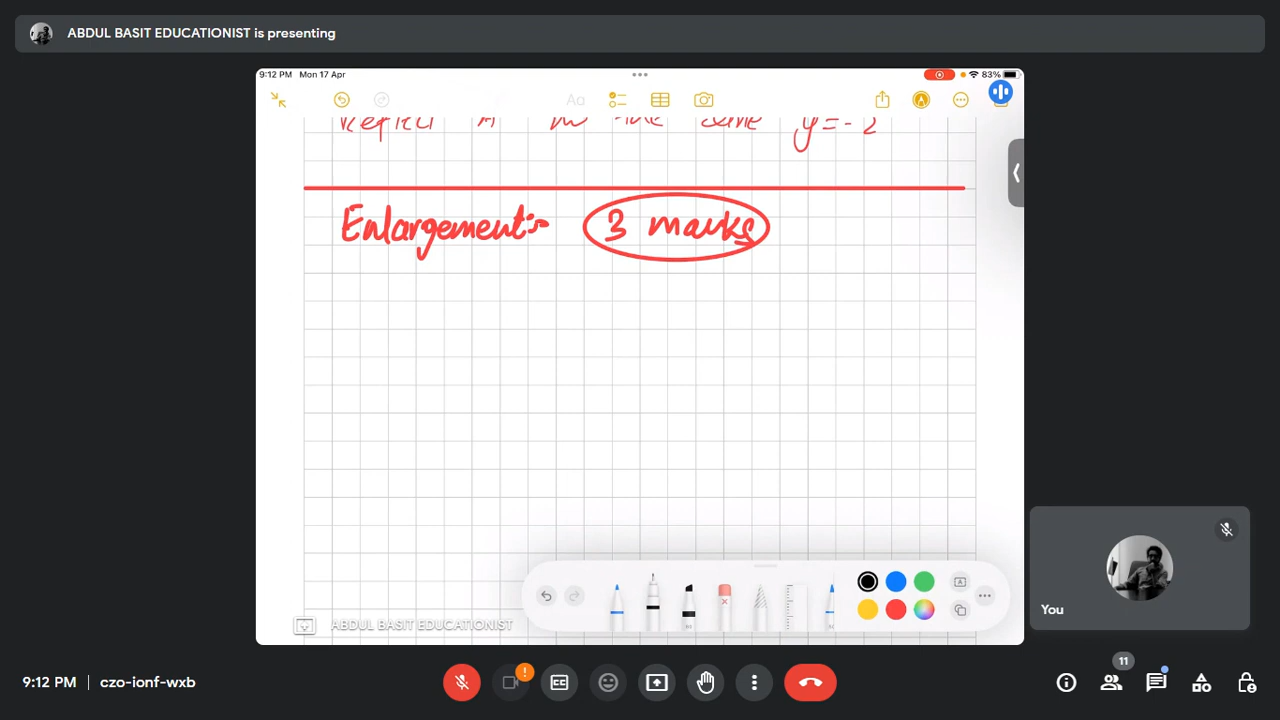 ABDUL BASIT EDUCATIONIST is presenting
9:12 PM Mon 17 Apr
83%
Aa
y=-2
Enlargement:-
3 marks
ABDUL BASIT EDUCATIONIST
You
9:12 PM | czo-ionf-wxb
11